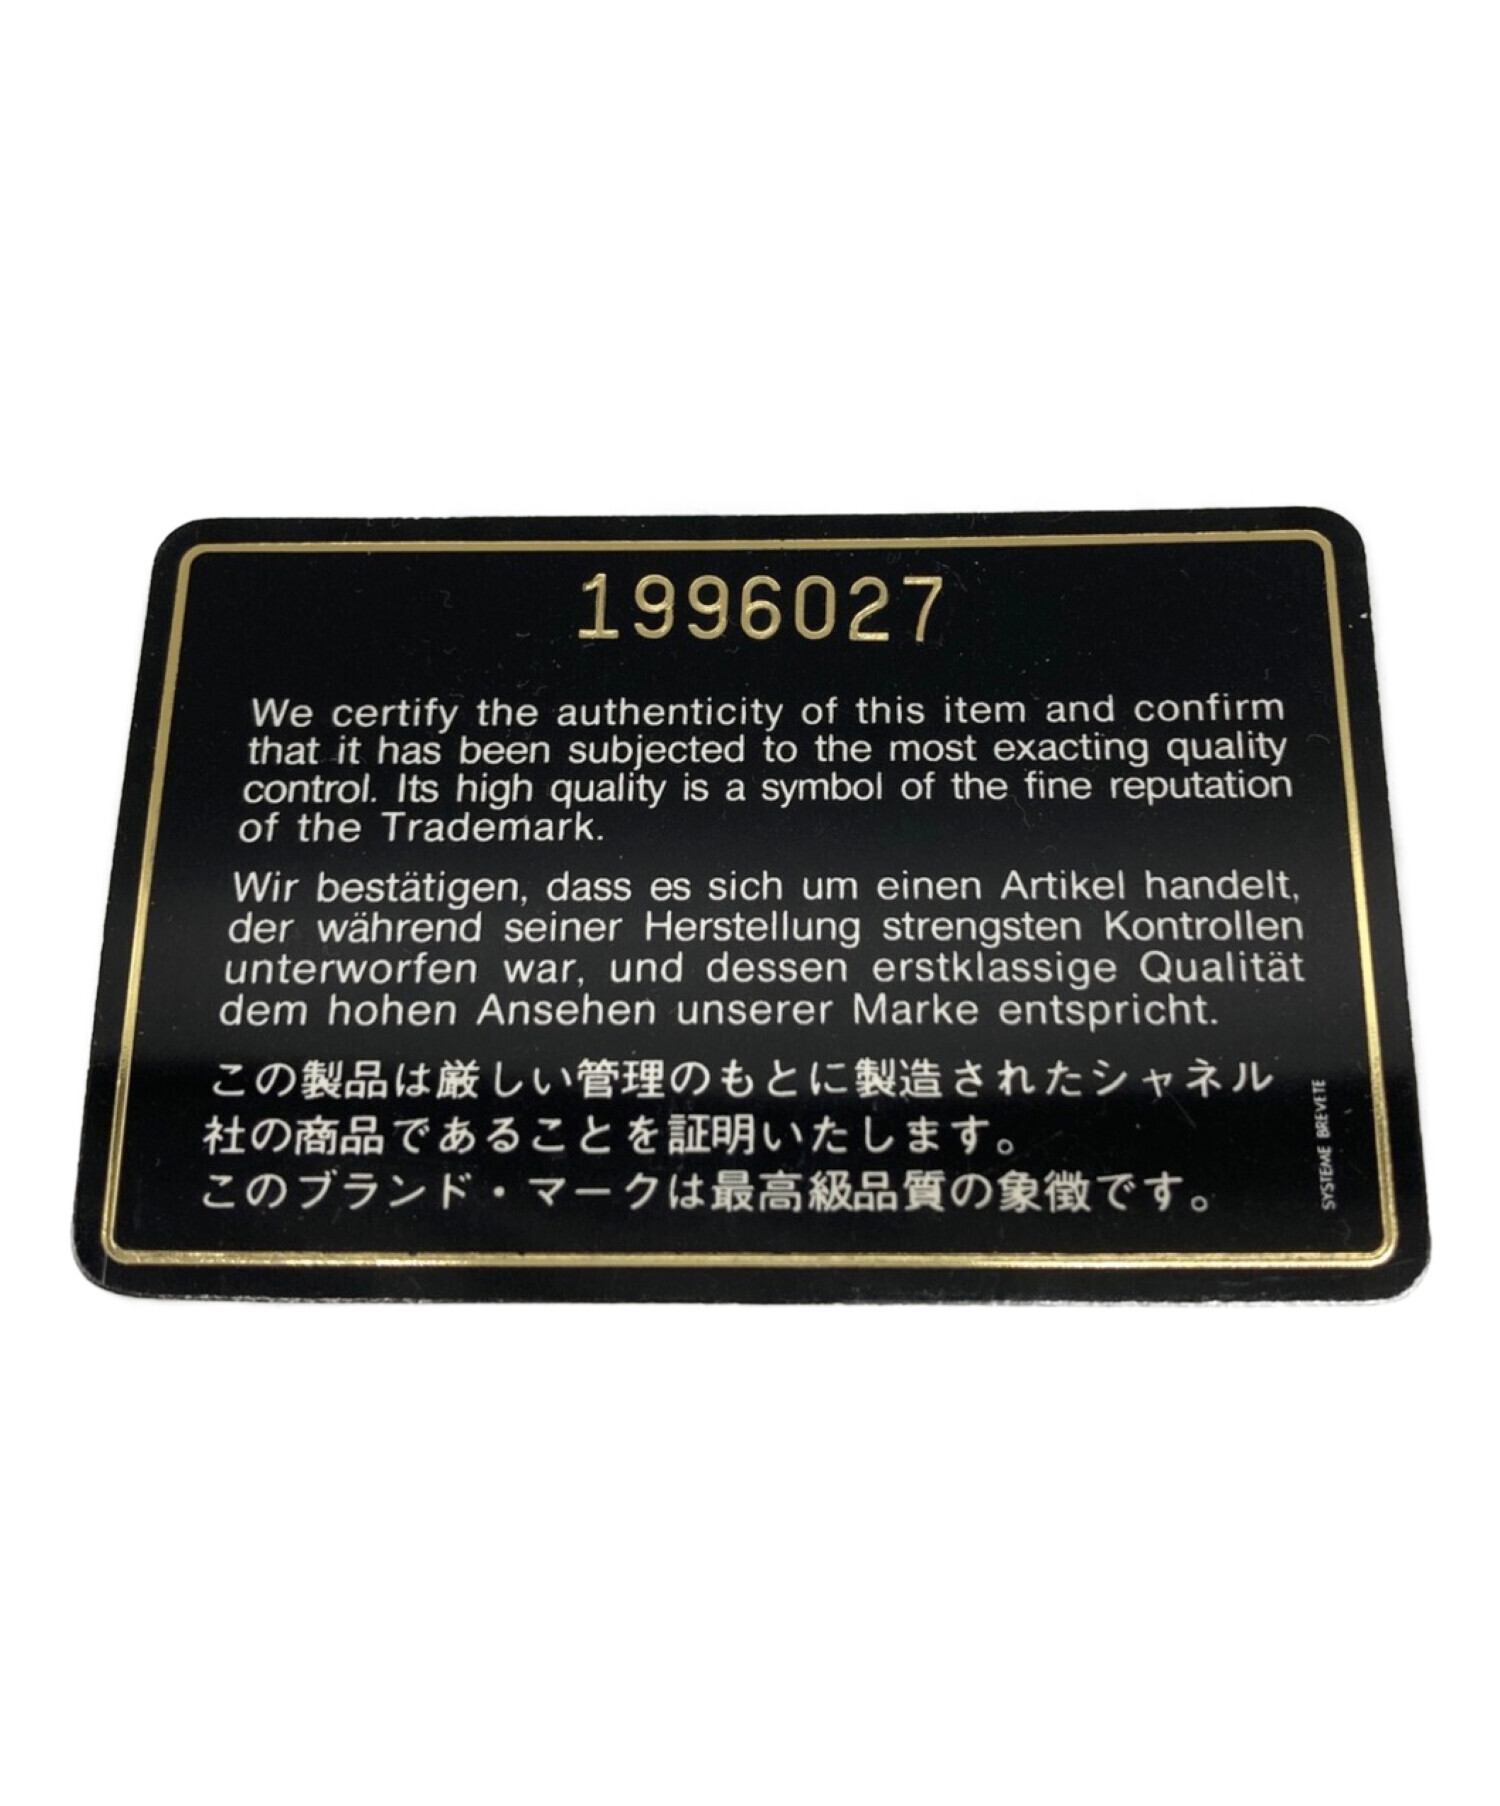 1996027
We certify the authenticity of this item and confirm
that it has been subjected to the most exacting quality
control. Its high quality is a symbol of the fine reputation
of the Trademark.
Wir bestätigen, dass es sich um einen Artikel handelt,
der während seiner Herstellung strengsten Kontrollen
unterworfen war, und dessen erstklassige Qualität
dem hohen Ansehen unserer Marke entspricht.
この製品は厳しい管理のもとに製造されたシャネル
社の商品であることを証明いたします。
このブランド・マークは最高級品質の象徴です。
SYSTEME BREVETE